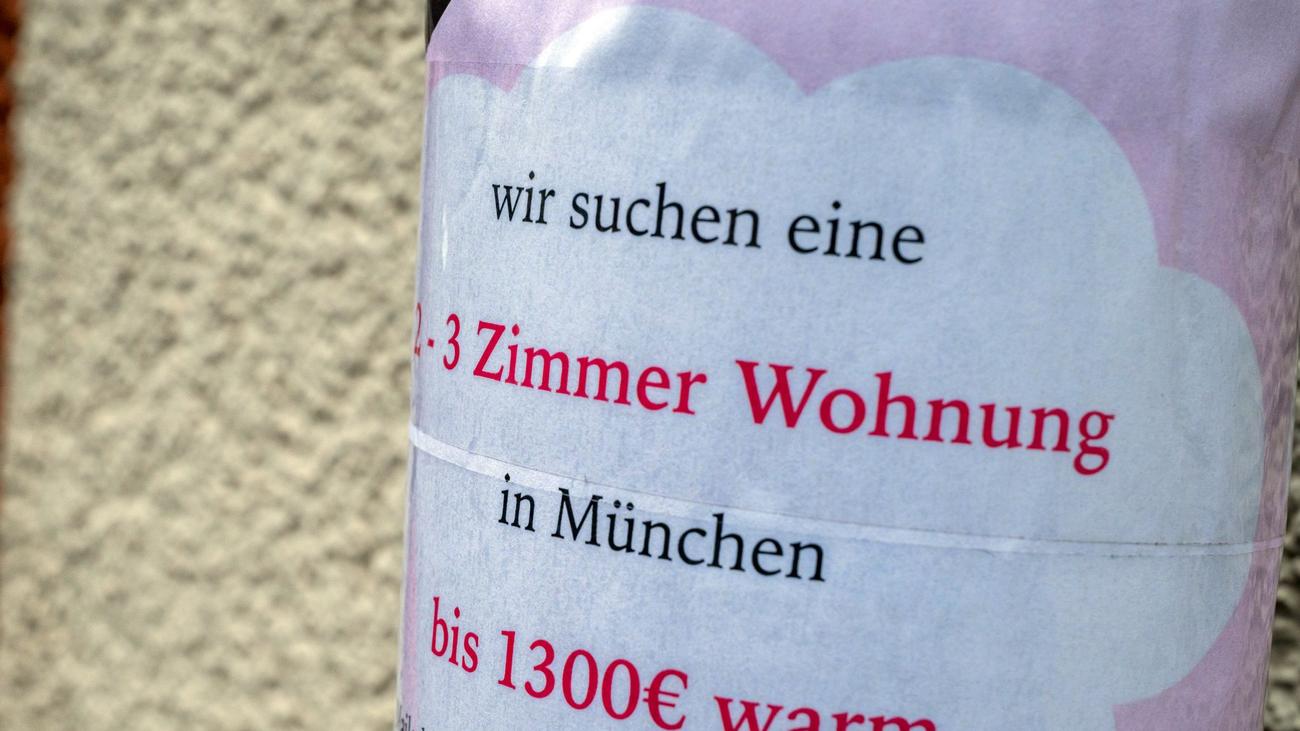 wir suchen eine
2 - 3 Zimmer Wohnung
in München
bis 1300€ warm